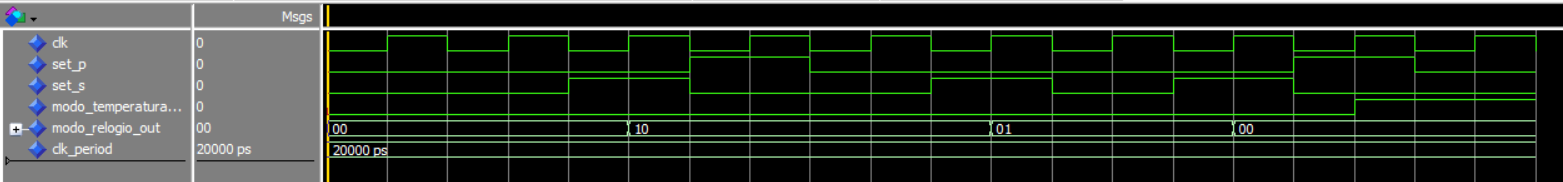 Msgs
clk 0
set_p 0
set_s 0
modo_temperatura... 0
modo_relogio_out 00 00 10 01 00
clk_period 20000 ps 20000 ps